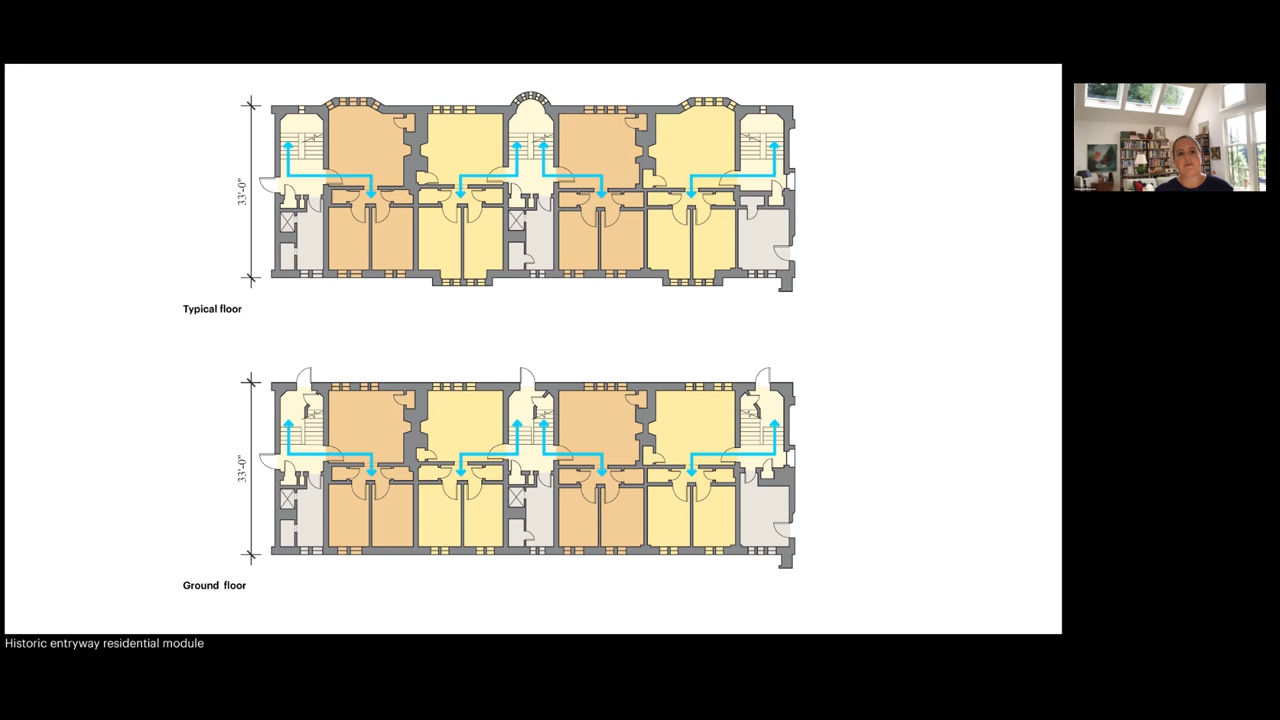 33'-0"
Typical floor
33'-0"
Ground floor
Historic entryway residential module